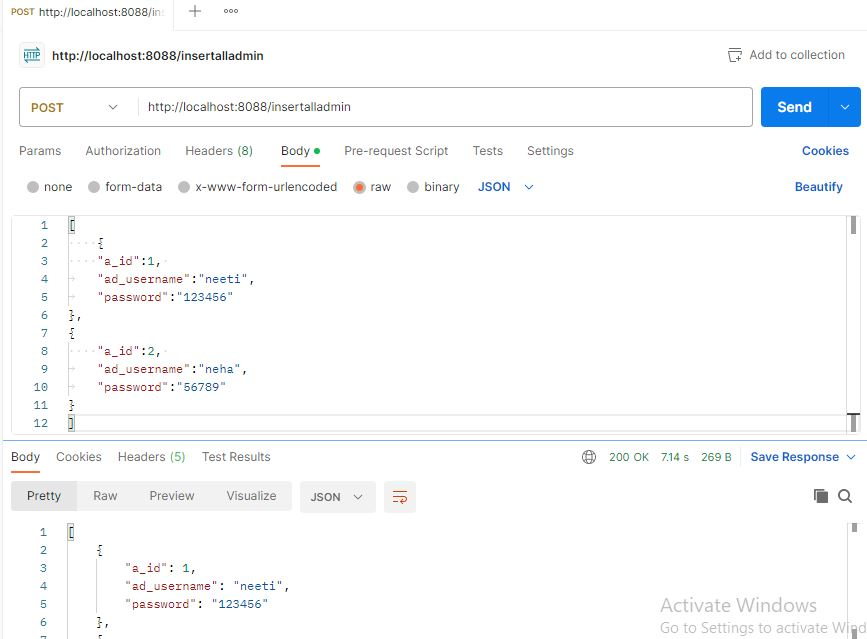 POST http://localhost:8088/in
HTTP http://localhost:8088/insertalladmin Add to collection
POST http://localhost:8088/insertalladmin Send
Params Authorization Headers (8) Body Pre-request Script Tests Settings Cookies
none form-data x-www-form-urlencoded raw binary JSON Beautify
1 [
2 {
3 "a_id":1,
4 "ad_username":"neeti",
5 "password":"123456"
6 },
7 {
8 "a_id":2,
9 "ad_username":"neha",
10 "password":"56789"
11 }
12 ]
Body Cookies Headers (5) Test Results 200 OK 7.14 s 269 B Save Response
Pretty Raw Preview Visualize JSON
1 [
2 {
3 "a_id": 1,
4 "ad_username": "neeti",
5 "password": "123456"
6 },
7 {
Activate Windows
Go to Settings to activate Wind